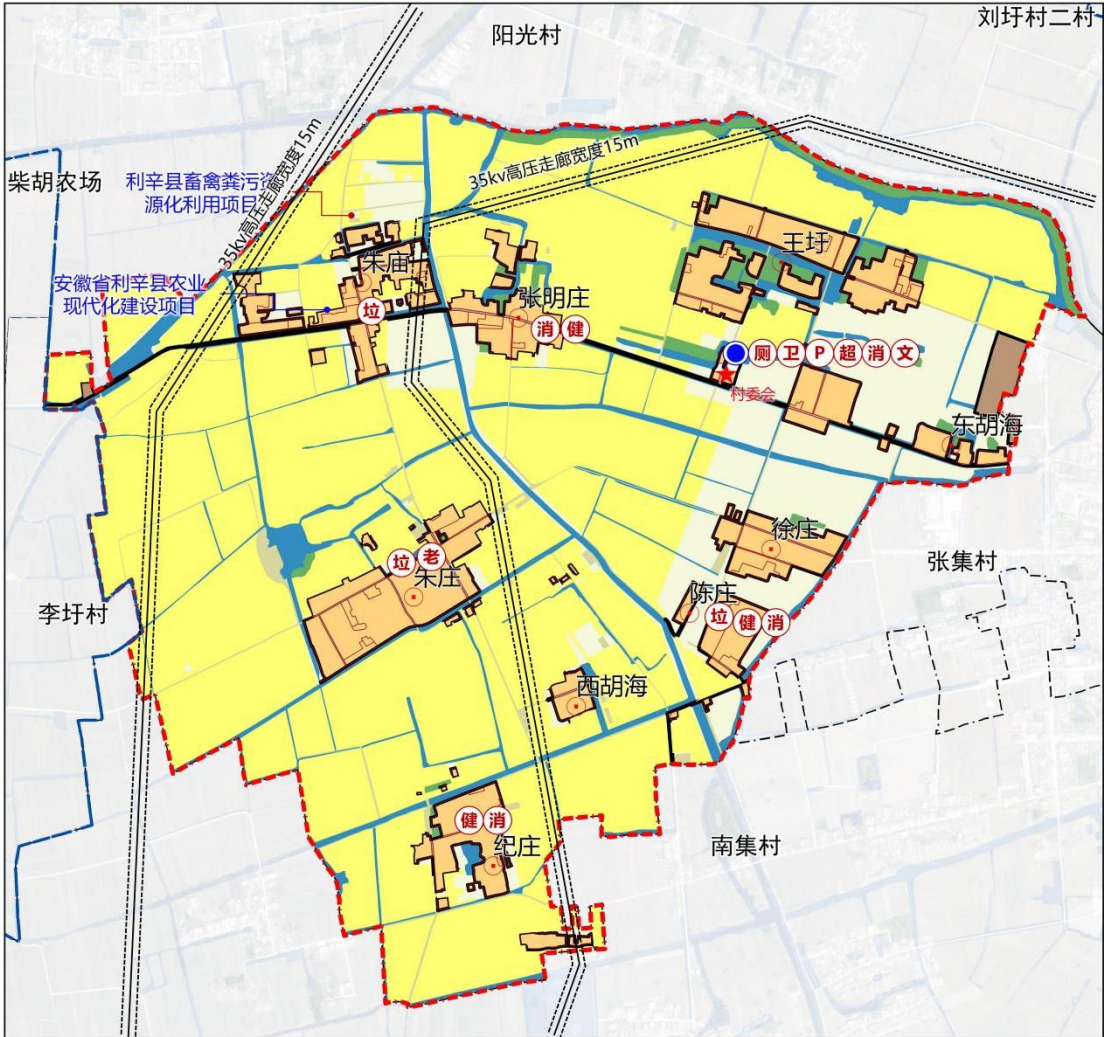 刘圩村二村
阳光村
35kv高压走廊宽度15m
35kv高压走廊宽度15m
柴胡农场
利辛县畜禽粪污资
源化利用项目
王圩
朱庙
安徽省利辛县农业
现代化建设项目
张明庄
垃
消 健
厕 卫 P 超 消 文
村委会
东胡海
徐庄
张集村
垃 老
朱庄
陈庄
李圩村
垃 健 消
西胡海
健 消
纪庄
南集村